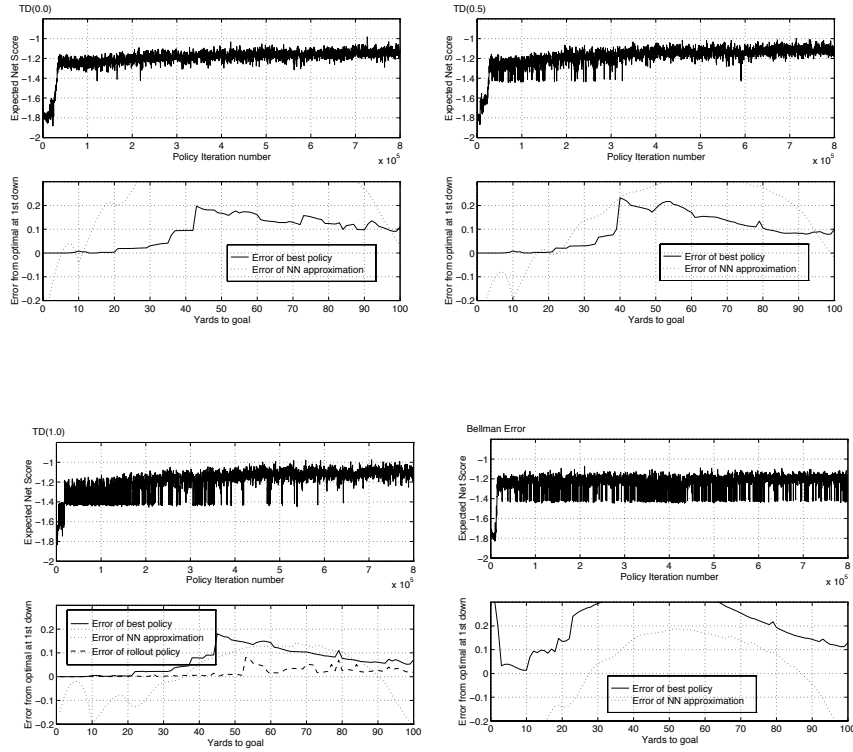 TD(0.0)
Expected Net Score
−1
−1.2
−1.4
−1.6
−1.8
−2
0 1 2 3 4 5 6 7 8
Policy Iteration number
x 10^5
Error from optimal at 1st down
0.2
0.1
0
−0.1
−0.2
Error of best policy
Error of NN approximation
0 10 20 30 40 50 60 70 80 90 100
Yards to goal
TD(0.5)
Expected Net Score
−1
−1.2
−1.4
−1.6
−1.8
−2
0 1 2 3 4 5 6 7 8
Policy Iteration number
x 10^5
Error from optimal at 1st down
0.2
0.1
0
−0.1
−0.2
Error of best policy
Error of NN approximation
0 10 20 30 40 50 60 70 80 90 100
Yards to goal
TD(1.0)
Expected Net Score
−1
−1.2
−1.4
−1.6
−1.8
−2
0 1 2 3 4 5 6 7 8
Policy Iteration number
x 10^5
Error from optimal at 1st down
0.2
0.1
0
−0.1
−0.2
Error of best policy
Error of NN approximation
Error of rollout policy
0 10 20 30 40 50 60 70 80 90 100
Yards to goal
Bellman Error
Expected Net Score
−1
−1.2
−1.4
−1.6
−1.8
−2
0 1 2 3 4 5 6 7 8
Policy Iteration number
x 10^5
Error from optimal at 1st down
0.2
0.1
0
−0.1
−0.2
Error of best policy
Error of NN approximation
0 10 20 30 40 50 60 70 80 90 100
Yards to goal